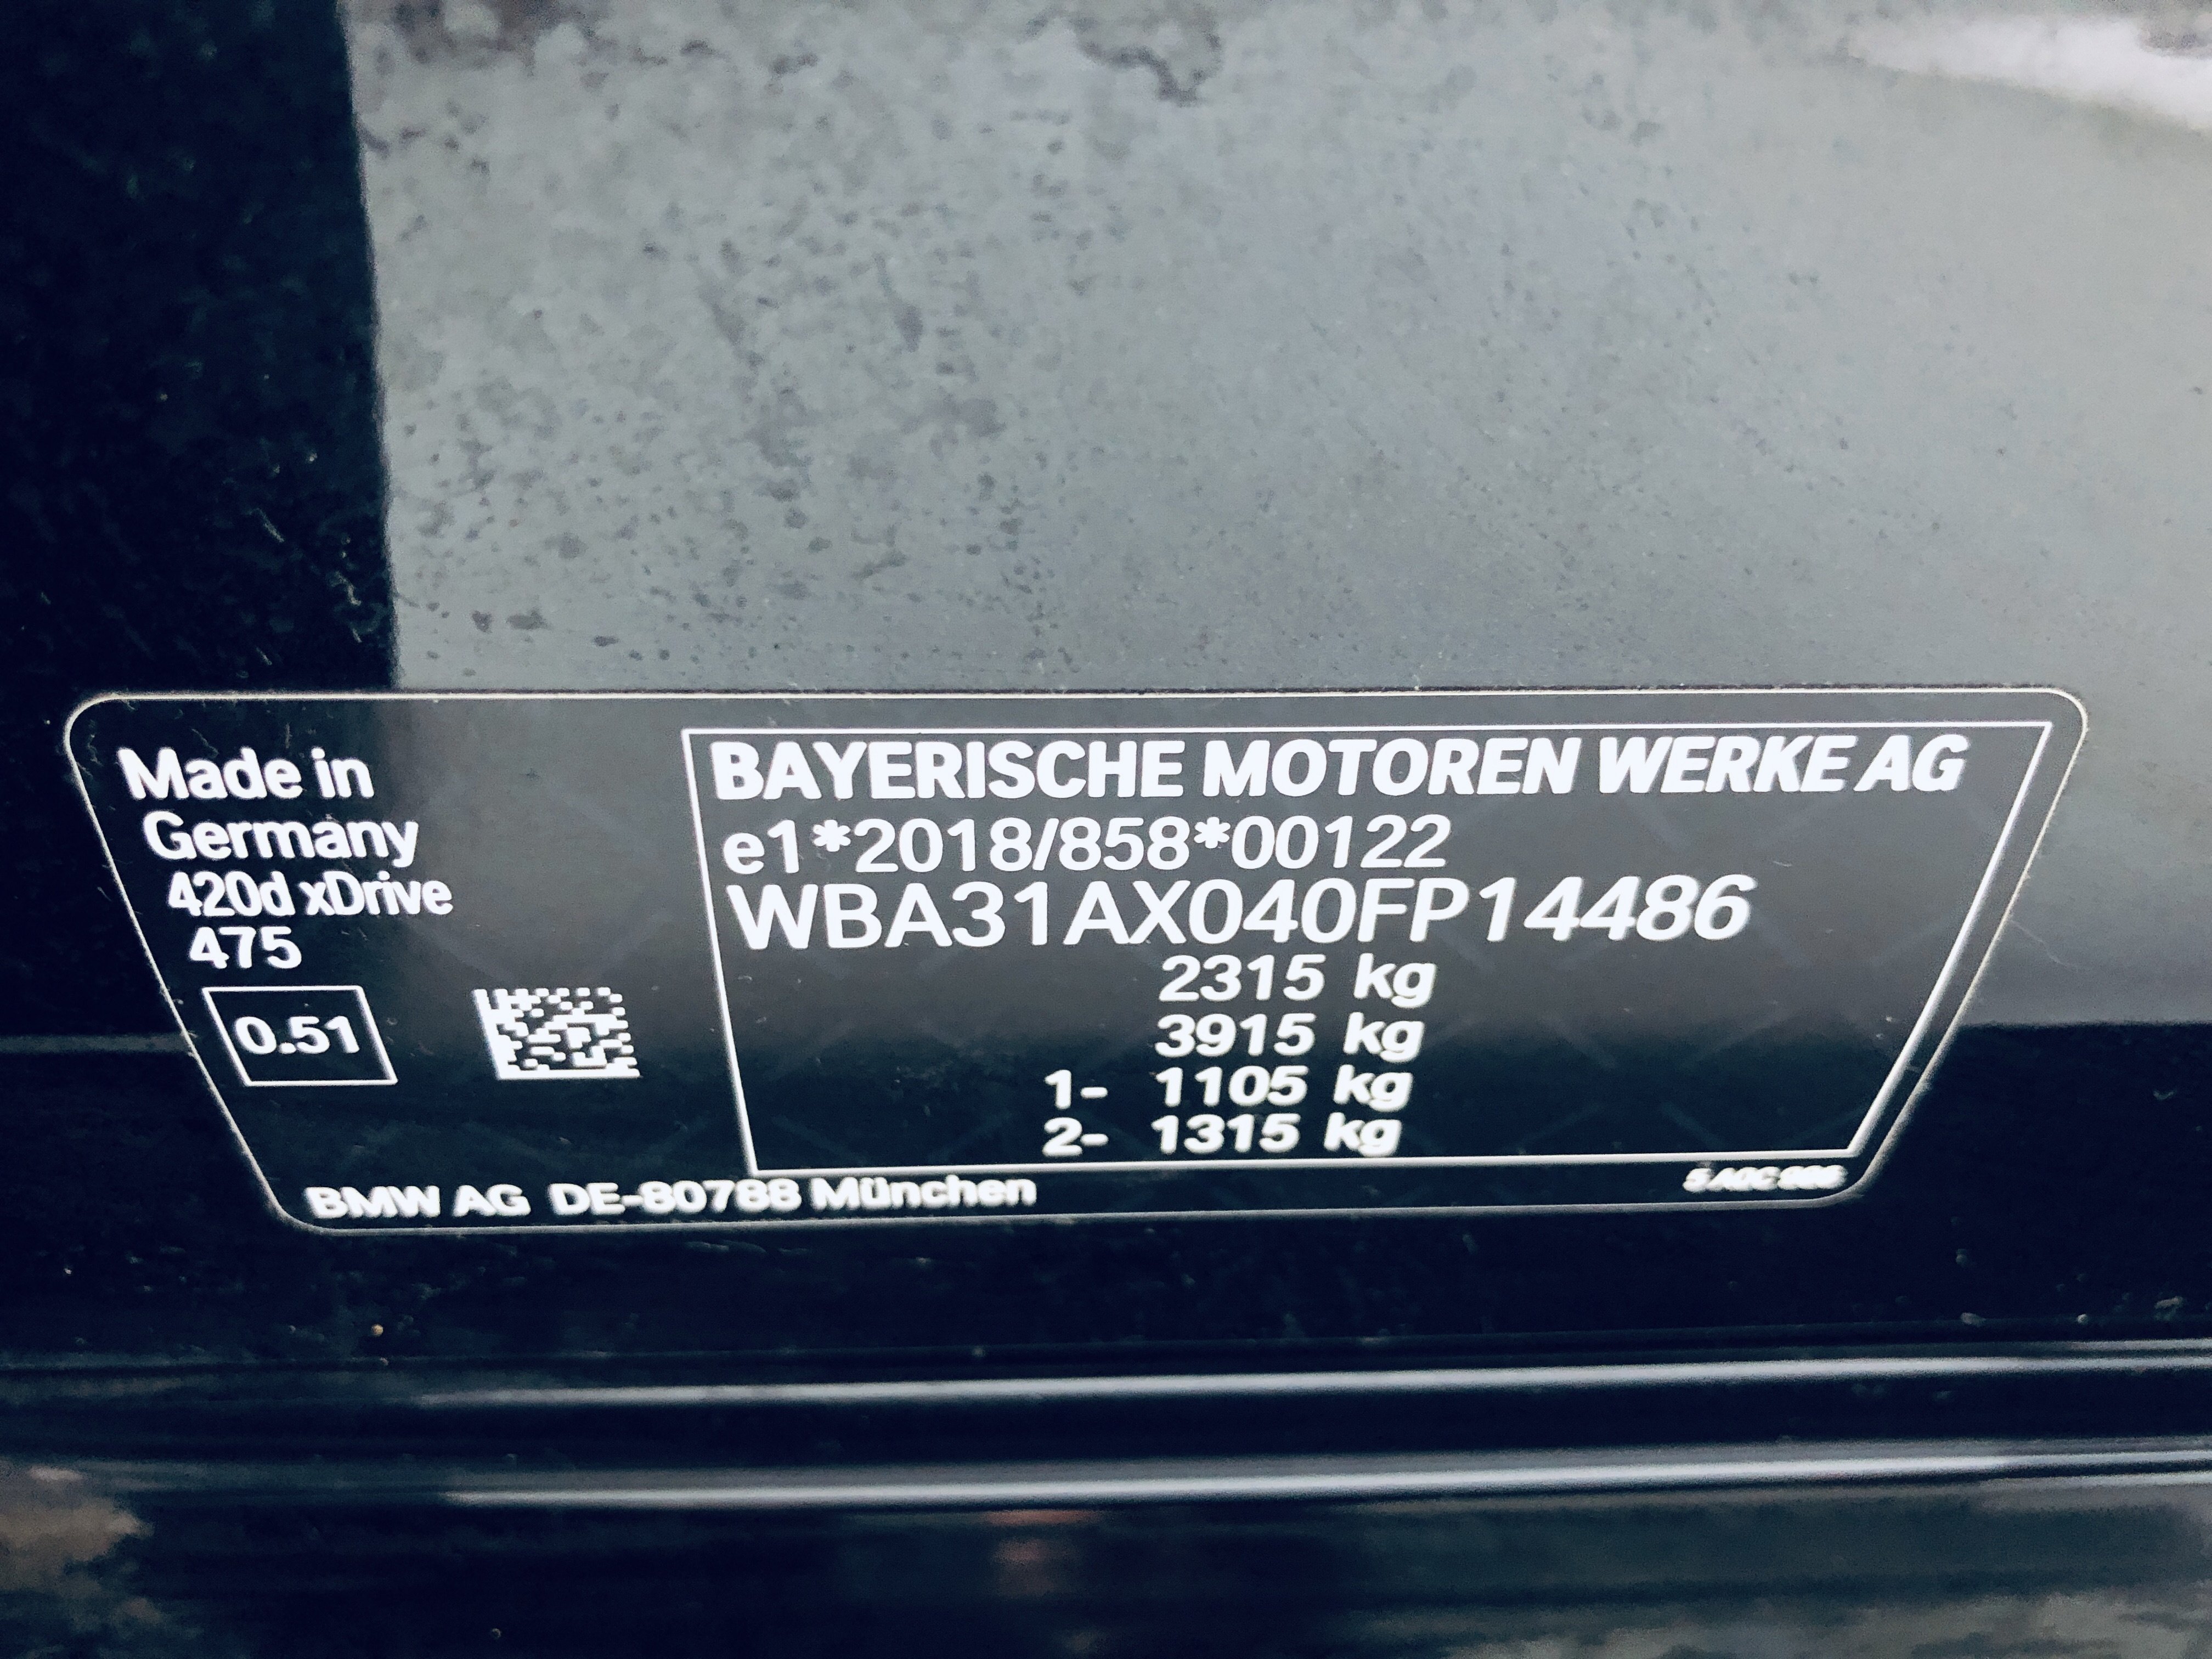 Made in
Germany
420d xDrive
475
0.51
BAYERISCHE MOTOREN WERKE AG
e1*2018/858*00122
WBA31AX040FP14486
2315 kg
3915 kg
1- 1105 kg
2- 1315 kg
BMW AG DE-80788 München